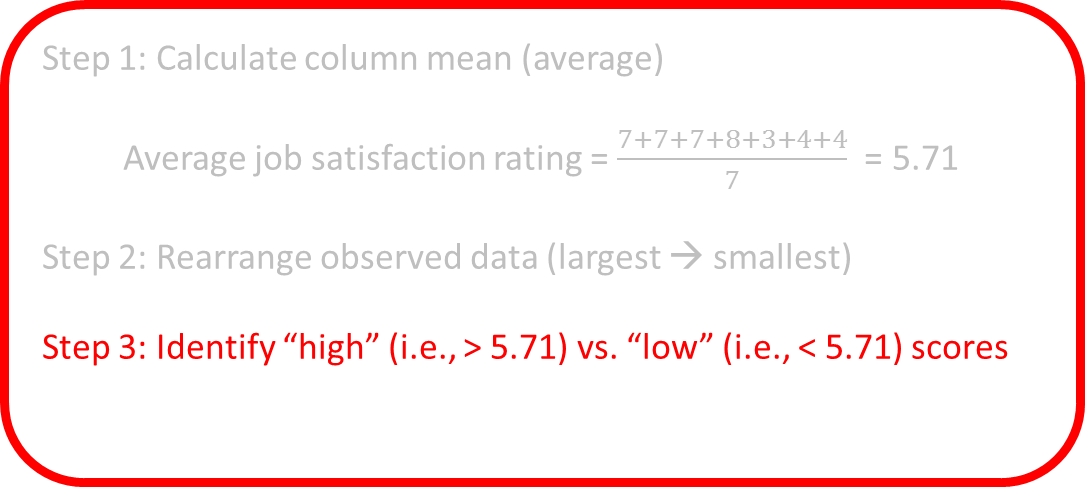 Step 1: Calculate column mean (average)
Average job satisfaction rating = \frac{7+7+7+8+3+4+4}{7} = 5.71
Step 2: Rearrange observed data (largest → smallest)
Step 3: Identify “high” (i.e., > 5.71) vs. “low” (i.e., < 5.71) scores